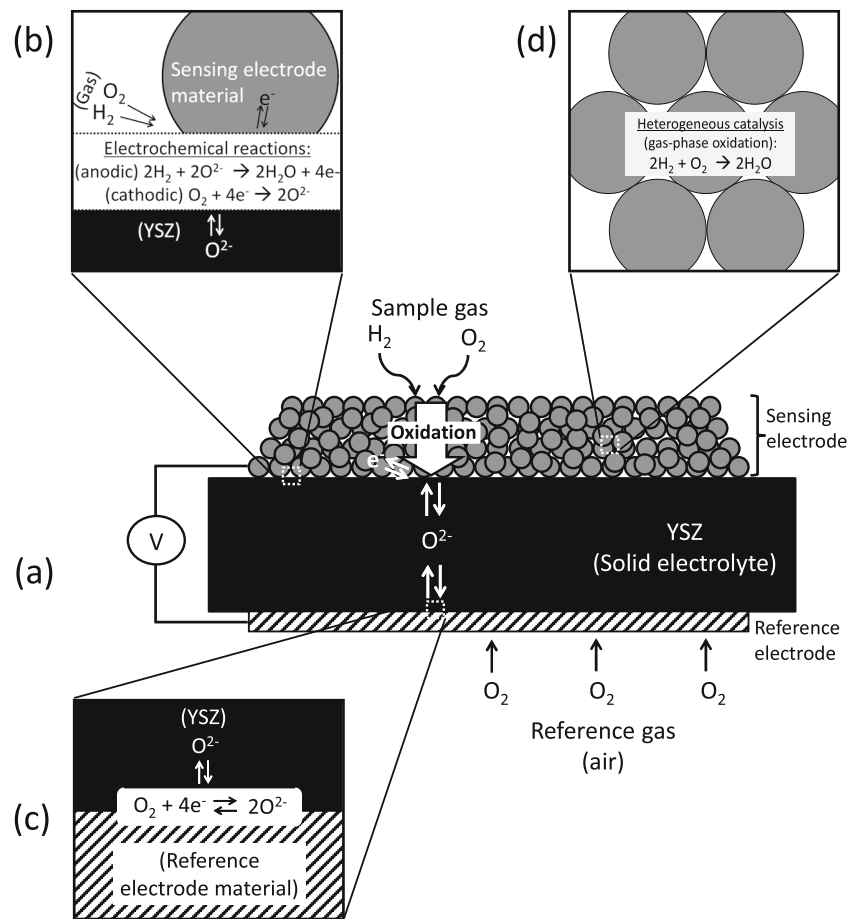 (b)
Sensing electrode
material
e⁻
(Gas)
O₂
H₂
Electrochemical reactions:
(anodic) 2H₂ + 2O²⁻ → 2H₂O + 4e-
(cathodic) O₂ + 4e⁻ → 2O²⁻
(YSZ)
O²⁻
(d)
Heterogeneous catalysis
(gas-phase oxidation):
2H₂ + O₂ → 2H₂O
Sample gas
H₂
O₂
Oxidation
e⁻
Sensing
electrode
V
(a)
O²⁻
YSZ
(Solid electrolyte)
Reference
electrode
O₂
O₂
O₂
Reference gas
(air)
(c)
(YSZ)
O²⁻
O₂ + 4e⁻ ⇄ 2O²⁻
(Reference
electrode material)